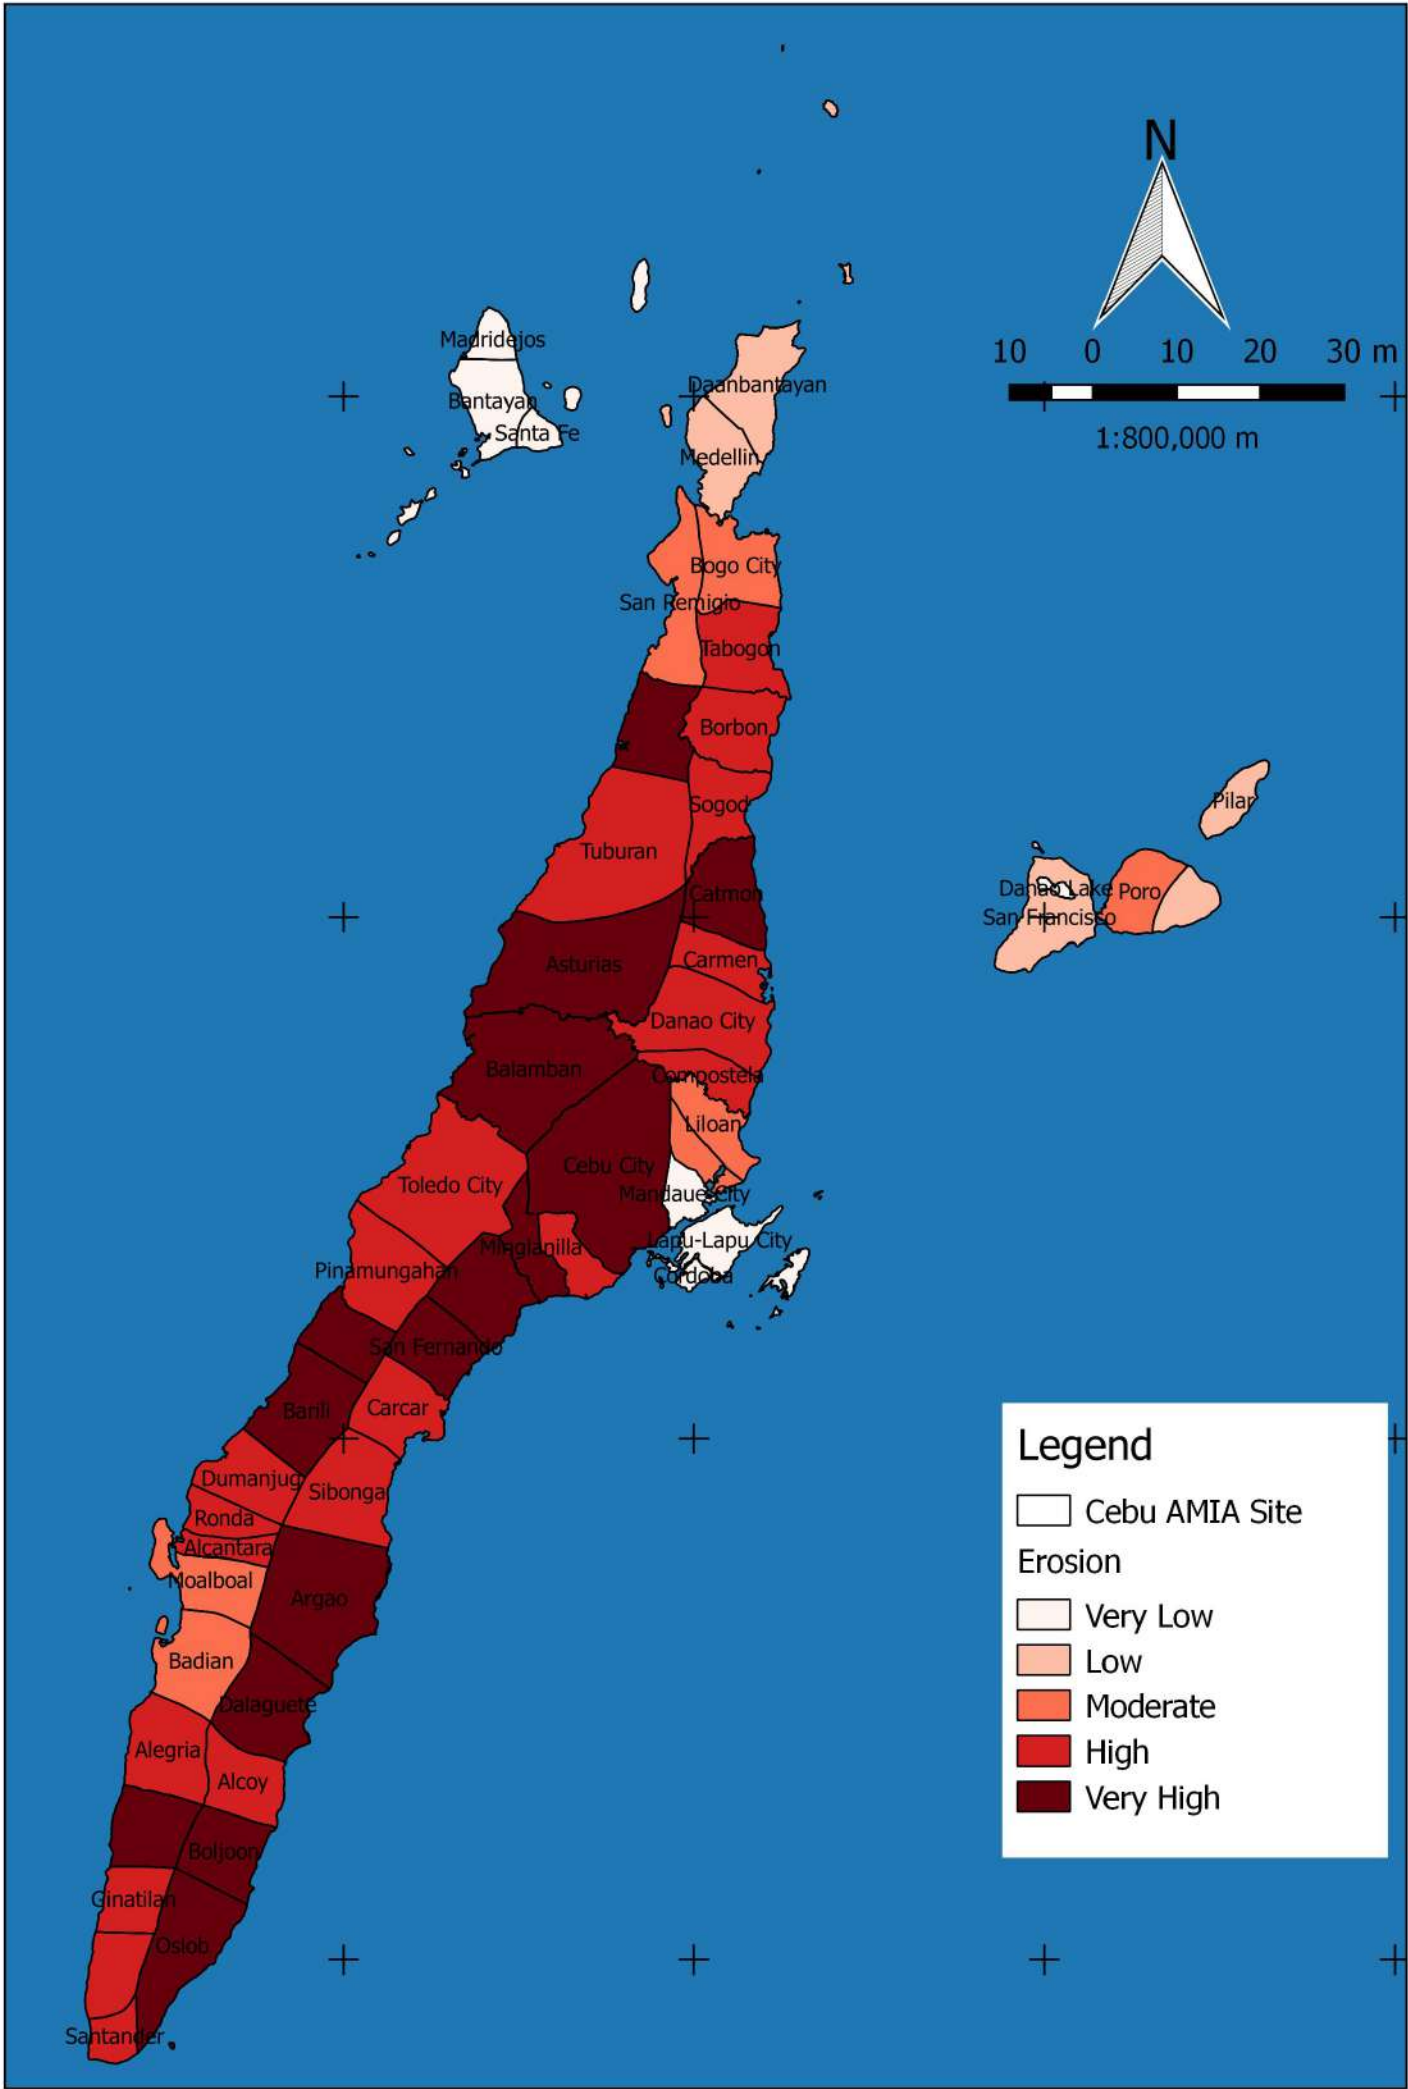 N
10 0 10 20 30 m
1:800,000 m
Madridejos
Bantayan
Santa Fe
Daanbantayan
Medellin
Bogo City
San Remigio
Tabogon
Borbon
Sogod
Pilar
Tuburan
Catmon
Danao Lake
Poro
San Francisco
Asturias
Carmen
Danao City
Balamban
Compostela
Liloan
Cebu City
Toledo City
Mandaue City
Lapu-Lapu City
Minglanilla
Pinamungahan
Cordoba
San Fernando
Barili
Carcar
Dumanjug
Sibonga
Ronda
Alcantara
Moalboal
Argao
Badian
Dalaguete
Alegria
Alcoy
Boljoon
Ginatilan
Osiob
Santander
Legend
Cebu AMIA Site
Erosion
Very Low
Low
Moderate
High
Very High